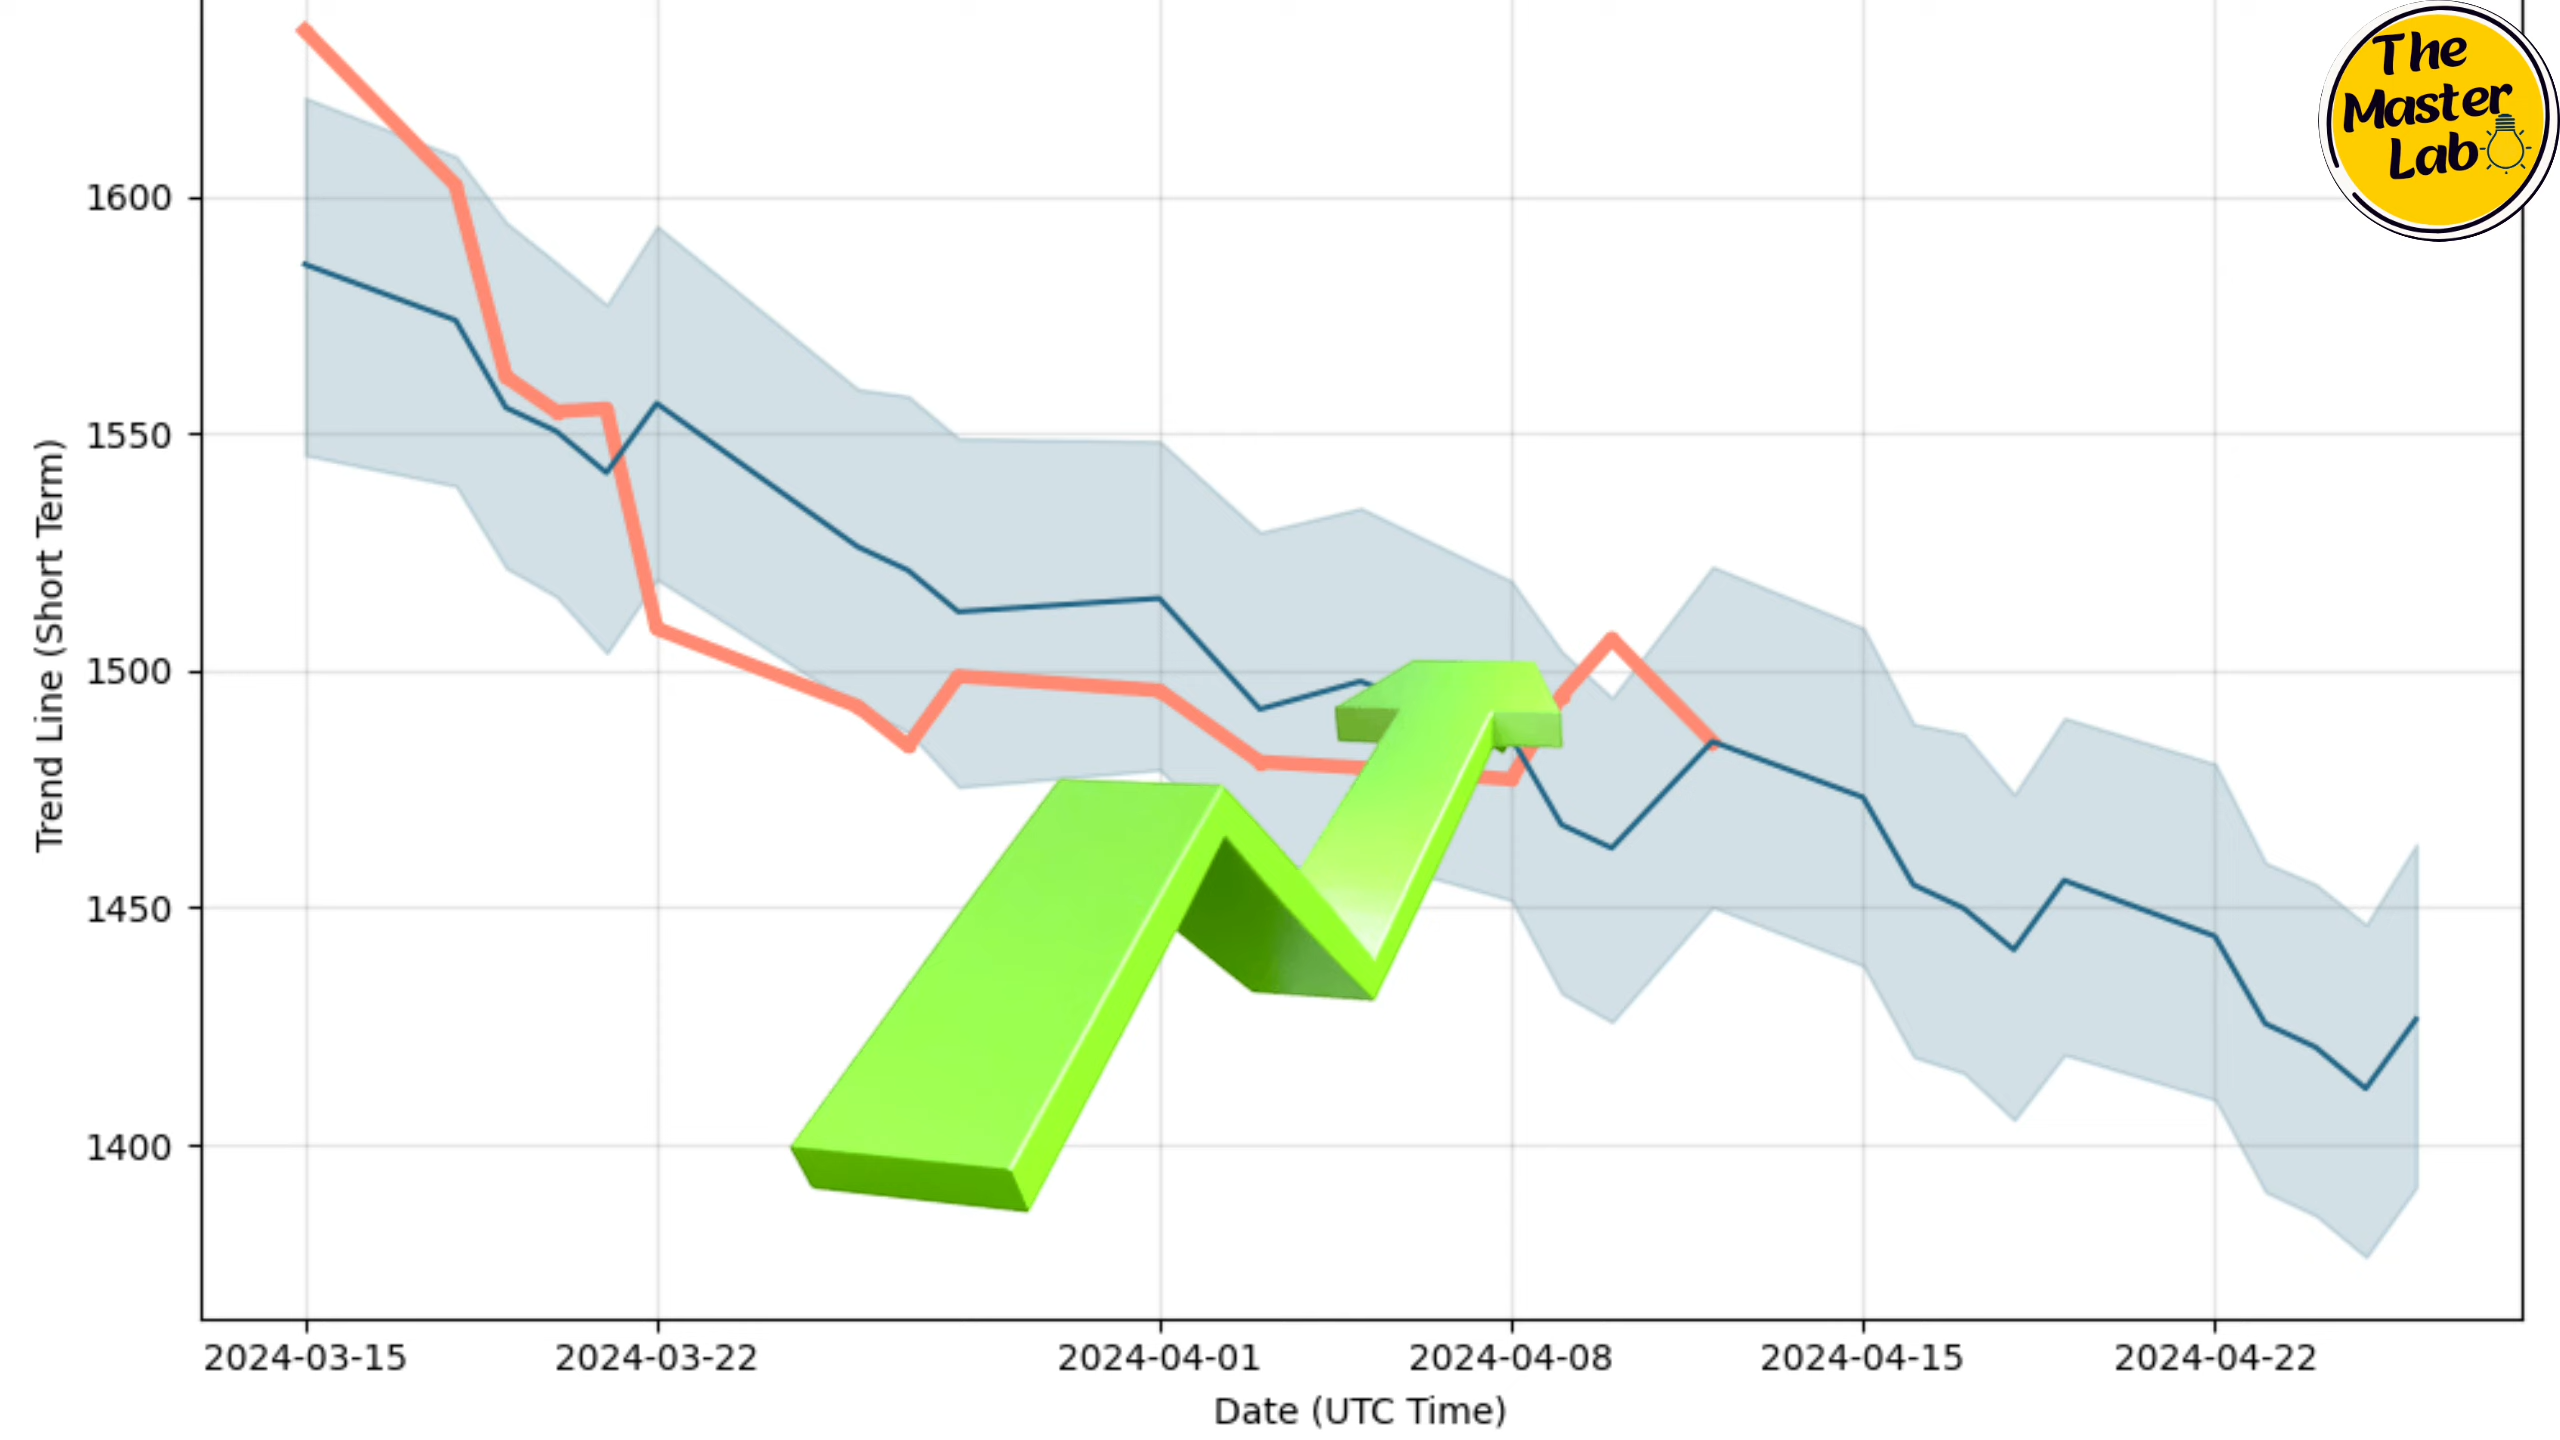 The
Master
Lab
1600
1550
1500
1450
1400
Trend Line (Short Term)
2024-03-15
2024-03-22
2024-04-01
2024-04-08
2024-04-15
2024-04-22
Date (UTC Time)